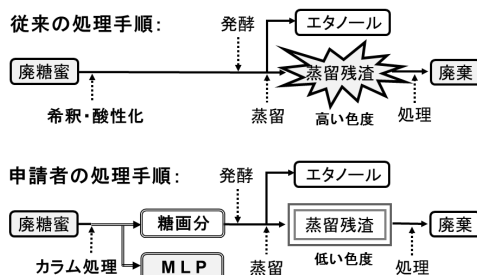 従来の処理手順:
発酵
エタノール
廃糖蜜
蒸留残渣
廃棄
希釈・酸性化
蒸留
高い色度
処理
申請者の処理手順:
発酵
エタノール
廃糖蜜
糖画分
蒸留残渣
廃棄
カラム処理
MLP
蒸留
低い色度
処理